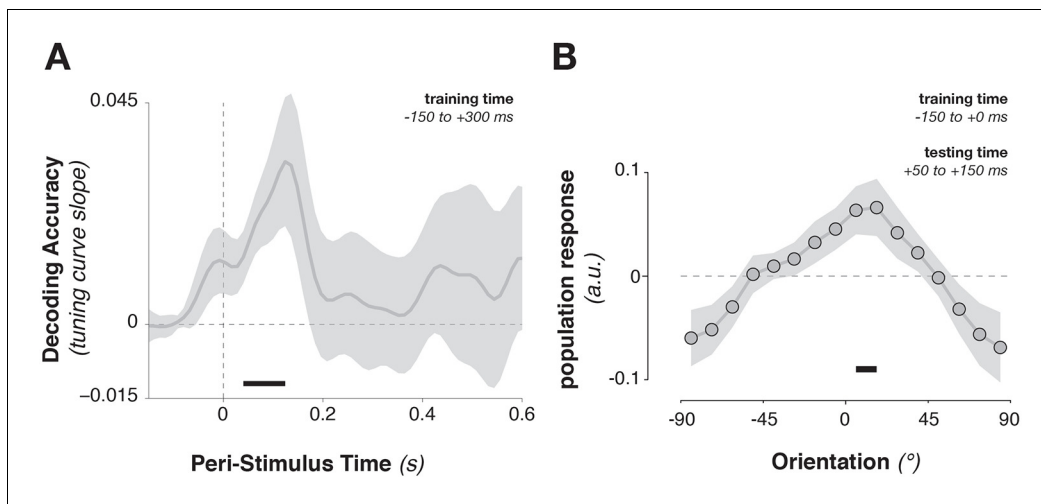 A
training time
-150 to +300 ms
Decoding Accuracy
(tuning curve slope)
0.045
0
−0.015
0
0.2
0.4
0.6
Peri-Stimulus Time (s)
B
training time
-150 to +0 ms
testing time
+50 to +150 ms
population response
(a.u.)
0.1
0
-0.1
-90
-45
0
45
90
Orientation (°)